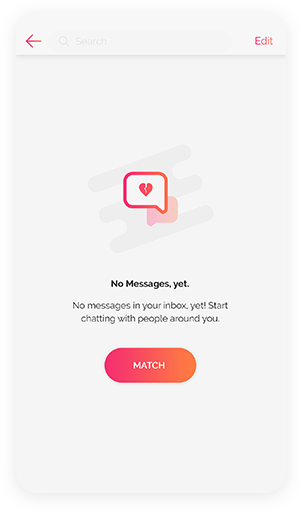 Search
Edit
No Messages, yet.
No messages in your inbox, yet! Start
chatting with people around you.
MATCH